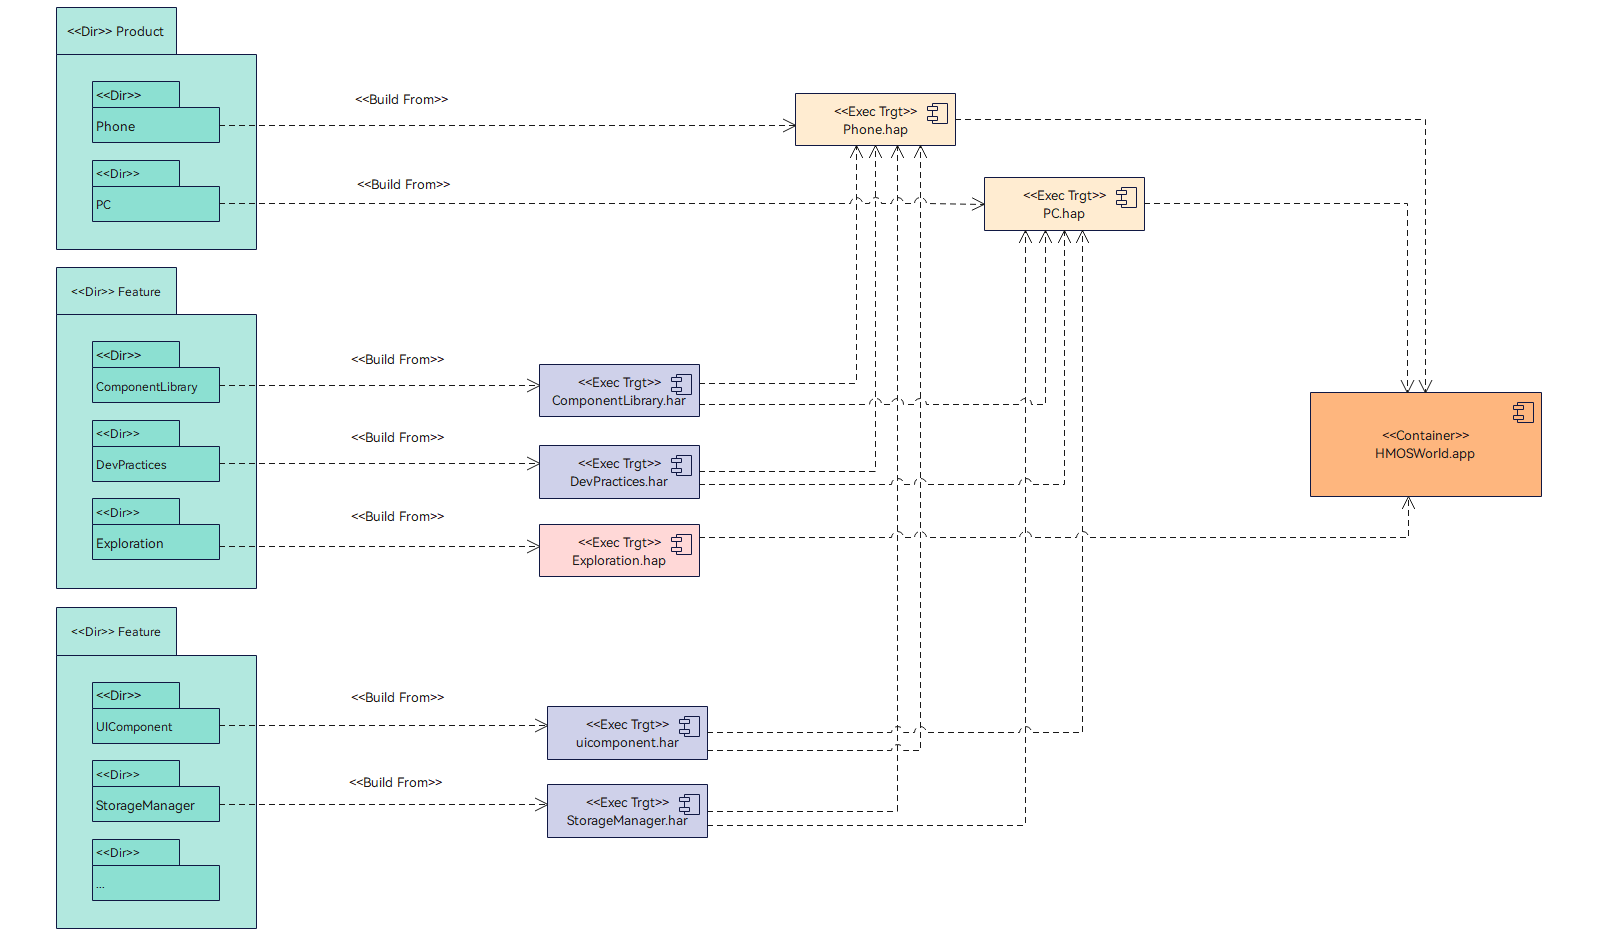 <<Dir>> Product
<<Dir>>
Phone
<<Build From>>
<<Exec Trgt>>
Phone.hap
<<Dir>>
PC
<<Build From>>
<<Exec Trgt>>
PC.hap
<<Dir>> Feature
<<Dir>>
ComponentLibrary
<<Build From>>
<<Exec Trgt>>
ComponentLibrary.har
<<Dir>>
DevPractices
<<Build From>>
<<Exec Trgt>>
DevPractices.har
<<Container>>
HMOSWorld.app
<<Dir>>
Exploration
<<Build From>>
<<Exec Trgt>>
Exploration.hap
<<Dir>> Feature
<<Dir>>
UIComponent
<<Build From>>
<<Exec Trgt>>
uicomponent.har
<<Dir>>
StorageManager
<<Build From>>
<<Exec Trgt>>
StorageManager.har
<<Dir>>
...